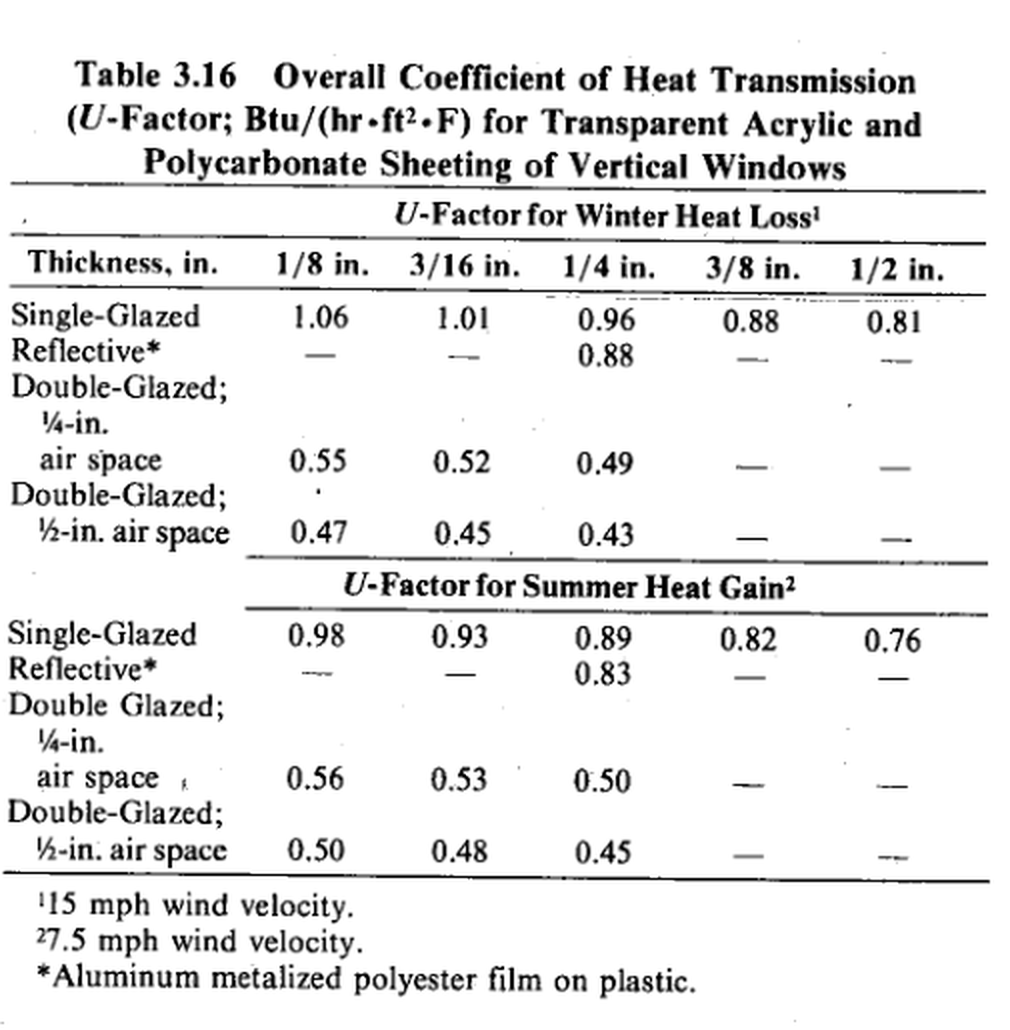 Table 3.16 Overall Coefficient of Heat Transmission
(U-Factor; Btu/(hr•ft²•F) for Transparent Acrylic and
Polycarbonate Sheeting of Vertical Windows
U-Factor for Winter Heat Loss¹
Thickness, in. 1/8 in. 3/16 in. 1/4 in. 3/8 in. 1/2 in.
Single-Glazed 1.06 1.01 0.96 0.88 0.81
Reflective* — — 0.88 — —
Double-Glazed;
¼-in.
air space 0.55 0.52 0.49 — —
Double-Glazed;
½-in. air space 0.47 0.45 0.43 — —
U-Factor for Summer Heat Gain²
Single-Glazed 0.98 0.93 0.89 0.82 0.76
Reflective* — — 0.83 — —
Double Glazed;
¼-in.
air space 0.56 0.53 0.50 — —
Double-Glazed;
½-in. air space 0.50 0.48 0.45 — —
¹15 mph wind velocity.
²7.5 mph wind velocity.
*Aluminum metalized polyester film on plastic.